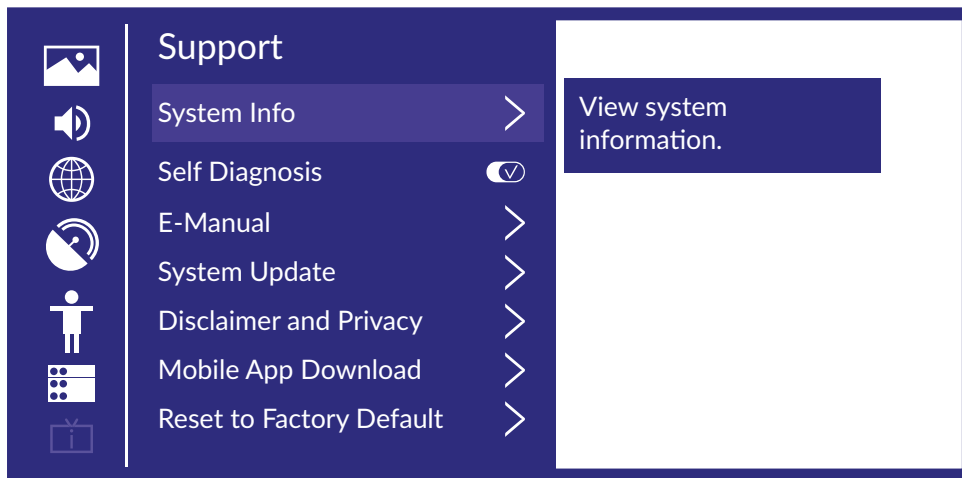 Support
System Info
View system
information.
Self Diagnosis
E-Manual
System Update
Disclaimer and Privacy
Mobile App Download
Reset to Factory Default
i